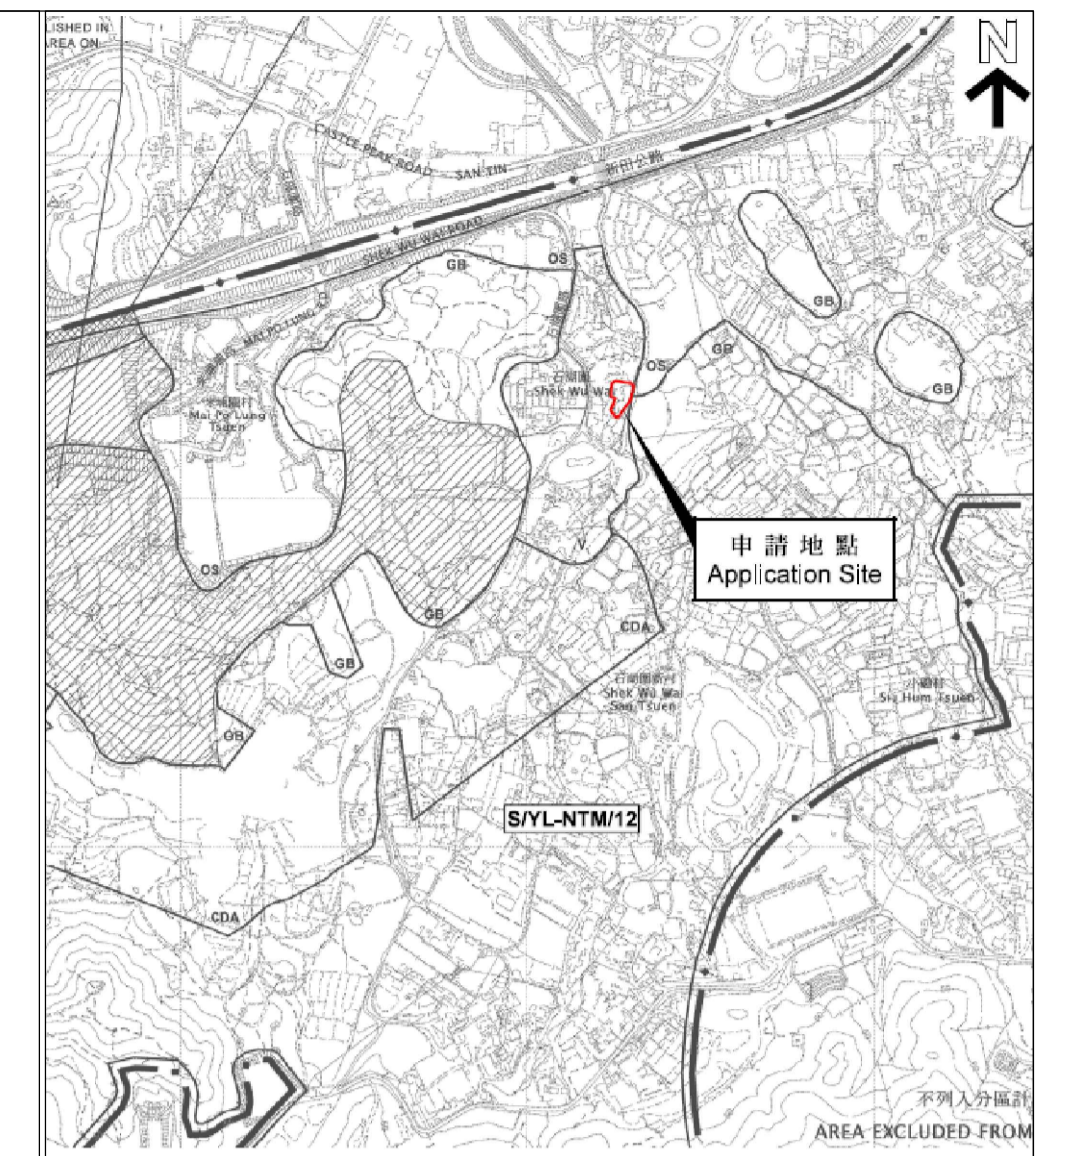 LISHED IN
AREA ON
N
CASTLE PEAK ROAD - SAN TIN
新田公路
SHEK WU WAI ROAD
GB
OS
GB
MAI PO LUNG
石湖圍
Shek Wu Wai
OS
GB
GB
Mai Po Lung
Tsuen
申請地點
Application Site
V
OS
GB
CDA
GB
石湖圍新村
Shek Wu Wai
San Tsuen
小磡村
Siu Hum Tsuen
GB
S/YL-NTM/12
CDA
不列入分區計
AREA EXCLUDED FROM